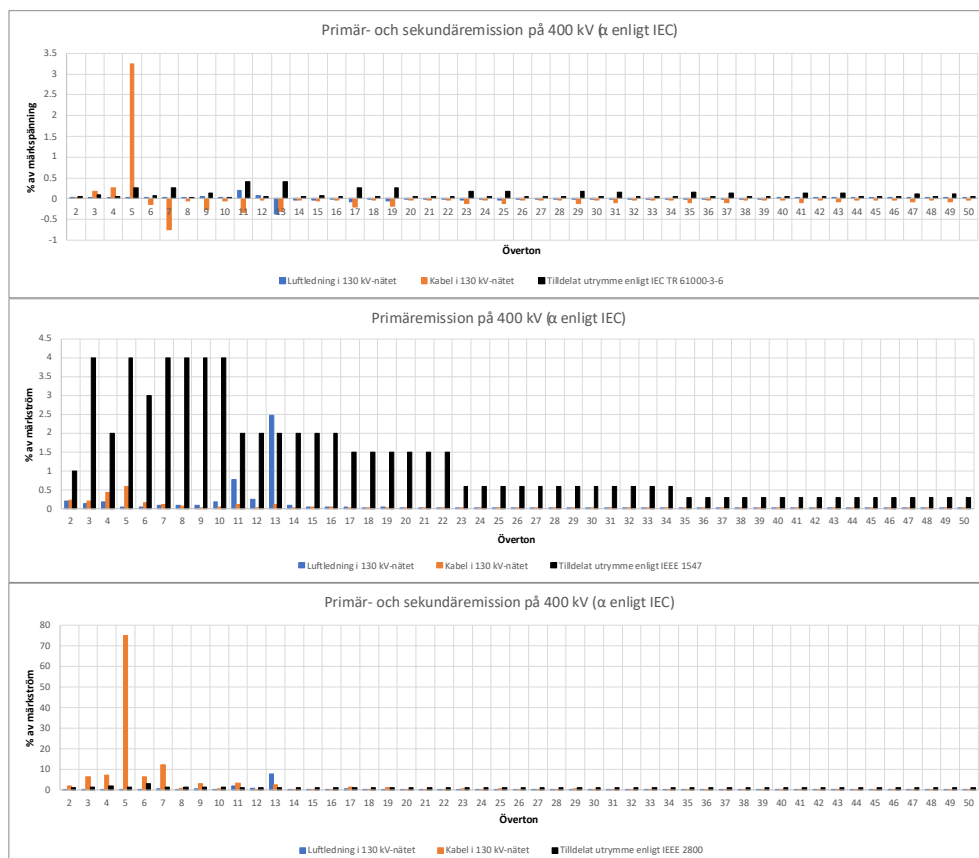 Primär- och sekundäremission på 400 kV (α enligt IEC)
3.5
3
2.5
2
1.5
1
0.5
0
-0.5
-1
% av märkspänning
2 3 4 5 6 7 8 9 10 11 12 13 14 15 16 17 18 19 20 21 22 23 24 25 26 27 28 29 30 31 32 33 34 35 36 37 38 39 40 41 42 43 44 45 46 47 48 49 50
Överton
Luftledning i 130 kV-nätet Kabel i 130 kV-nätet Tilldelat utrymme enligt IEC TR 61000-3-6
Primäremission på 400 kV (α enligt IEC)
4.5
4
3.5
3
2.5
2
1.5
1
0.5
0
% av märkström
2 3 4 5 6 7 8 9 10 11 12 13 14 15 16 17 18 19 20 21 22 23 24 25 26 27 28 29 30 31 32 33 34 35 36 37 38 39 40 41 42 43 44 45 46 47 48 49 50
Överton
Luftledning i 130 kV-nätet Kabel i 130 kV-nätet Tilldelat utrymme enligt IEEE 1547
Primär- och sekundäremission på 400 kV (α enligt IEC)
80
70
60
50
40
30
20
10
0
% av märkström
2 3 4 5 6 7 8 9 10 11 12 13 14 15 16 17 18 19 20 21 22 23 24 25 26 27 28 29 30 31 32 33 34 35 36 37 38 39 40 41 42 43 44 45 46 47 48 49 50
Överton
Luftledning i 130 kV-nätet Kabel i 130 kV-nätet Tilldelat utrymme enligt IEEE 2800